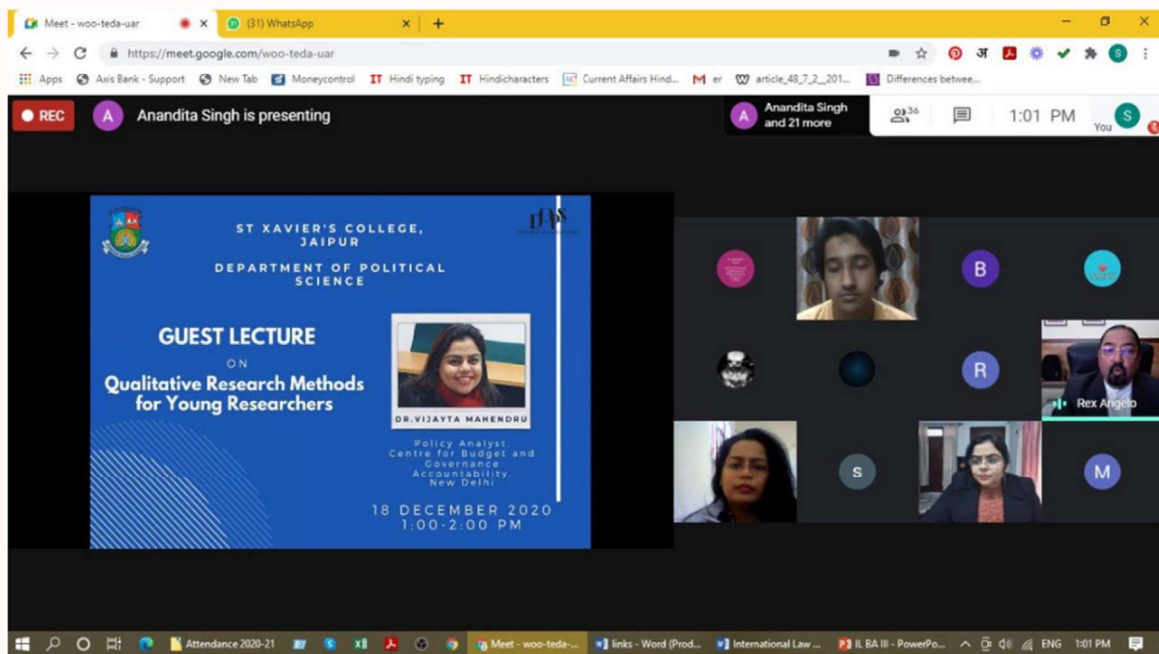 Meet - woo-teda-uar
(31) WhatsApp
https://meet.google.com/woo-teda-uar
S
Apps
Axis Bank - Support
New Tab
Moneycontrol
IT Hindi typing
IT Hindicharacters
Current Affairs Hind...
M er
W article_48_7_2__201...
Differences betwee...
REC
A Anandita Singh is presenting
A Anandita Singh
and 21 more
36
1:01 PM
You
S
ST XAVIER'S COLLEGE,
JAIPUR
DEPARTMENT OF POLITICAL
SCIENCE
GUEST LECTURE
ON
Qualitative Research Methods
for Young Researchers
DR.VIJAYTA MAHENDRU
Policy Analyst,
Centre for Budget and
Governance
Accountability,
New Delhi
18 DECEMBER 2020
1:00-2:00 PM
B
R
Rex Angelo
S
M
Attendance 2020-21
Meet - woo-teda-...
links - Word (Prod...
International Law ...
IL BA III - PowerPo...
ENG
1:01 PM